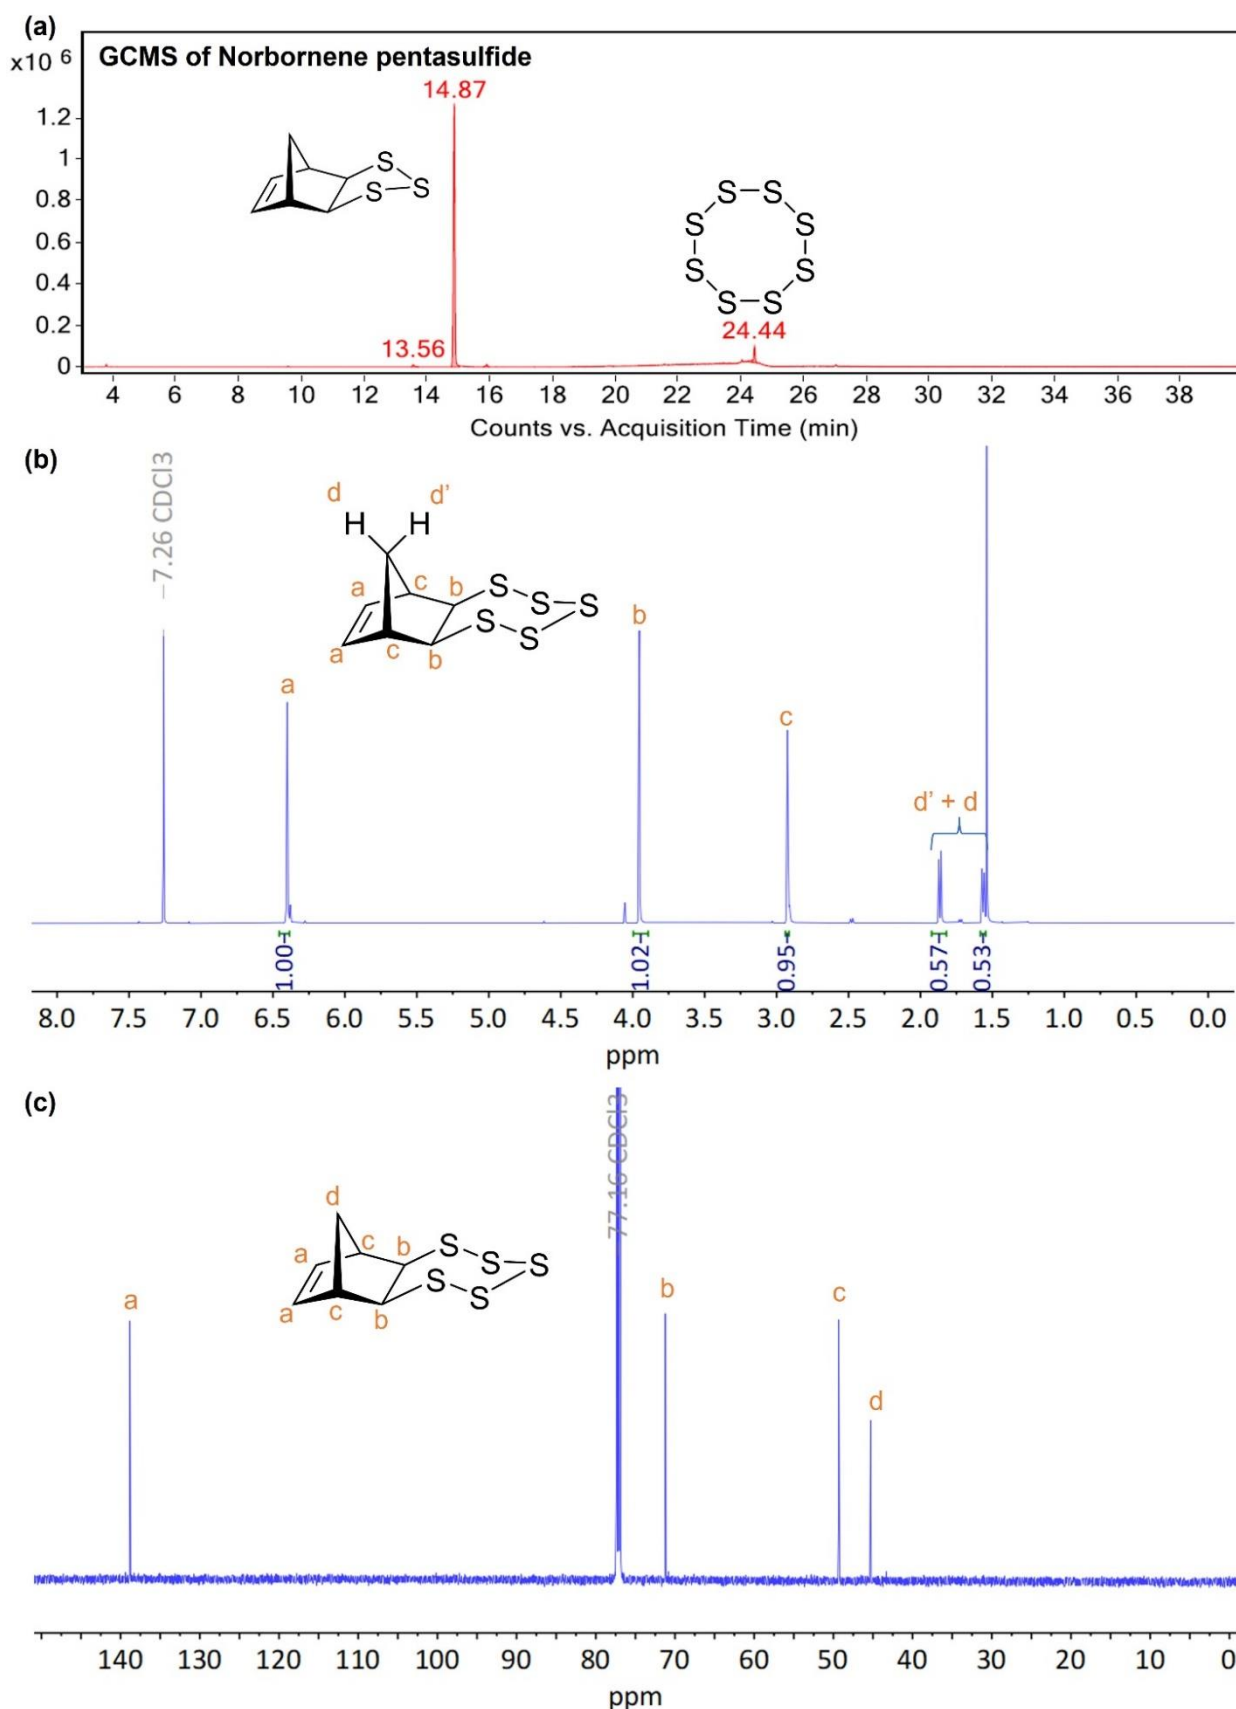 (a)
x10 6
GCMS of Norbornene pentasulfide
14.87
1.2
1
0.8
0.6
0.4
0.2
0
S
S
S
S S
S S
S S
S S
13.56
24.44
4 6 8 10 12 14 16 18 20 22 24 26 28 30 32 34 36 38
Counts vs. Acquisition Time (min)
(b)
7.26 CDCl3
d d'
H H
a c b S S S
S S
a c b
a
b
c
d' + d
1.00
1.02
0.95
0.57
0.53
8.0 7.5 7.0 6.5 6.0 5.5 5.0 4.5 4.0 3.5 3.0 2.5 2.0 1.5 1.0 0.5 0.0
ppm
(c)
77.16 CDCl3
d
a c b S S S
S S
a c b
a
b
c
d
140 130 120 110 100 90 80 70 60 50 40 30 20 10 0
ppm